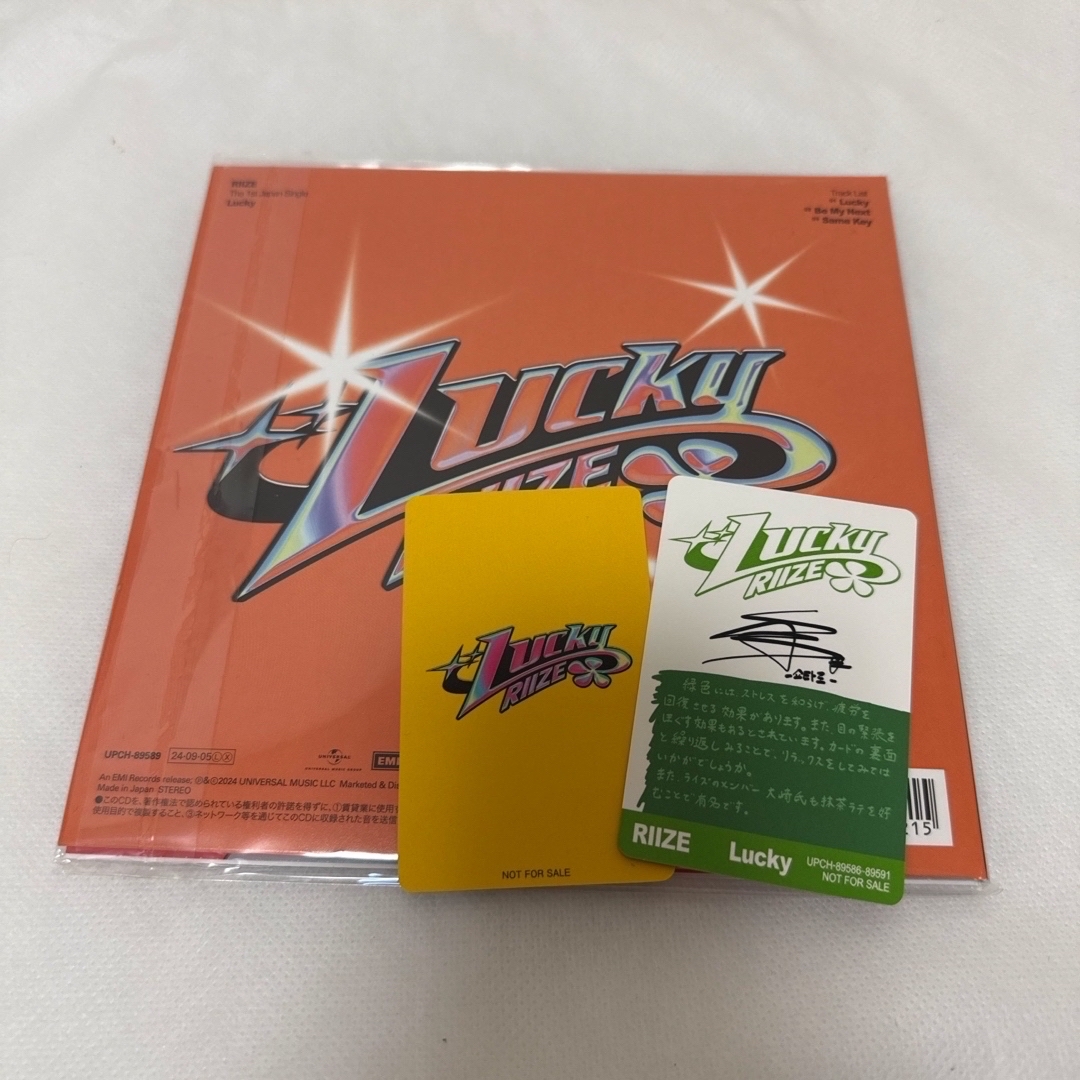 RIIZE
The 1st Japan Single
Lucky
Track List
01 Lucky
02 Be My Next
03 Same Key
LUCKY
RIIZE
UPCH-89589
24-09-05
UNIVERSAL
UNIVERSAL MUSIC GROUP
EMI
An EMI Records release; ℗&©2024 UNIVERSAL MUSIC LLC Marketed & Di
Made in Japan STEREO
●このCDを、著作権法で認められている権利者の許諾を得ずに、①賃貸業に使用
使用目的で複製すること、③ネットワーク等を通じてこのCDに収録された音を送信
215
LUCKY
RIIZE
NOT FOR SALE
LUCKY
RIIZE
-쇼타로-
緑色には、ストレスを和らげ、疲労を
回復させる効果があります。また、目の緊張を
ほぐす効果もあるとされています。カードの裏面
と繰り返しみることで、リラックスをしてみては
いかがでしょうか。
また、ライズのメンバー 大崎氏も抹茶ラテを好
むことで有名です。
RIIZE
Lucky
UPCH-89586-89591
NOT FOR SALE